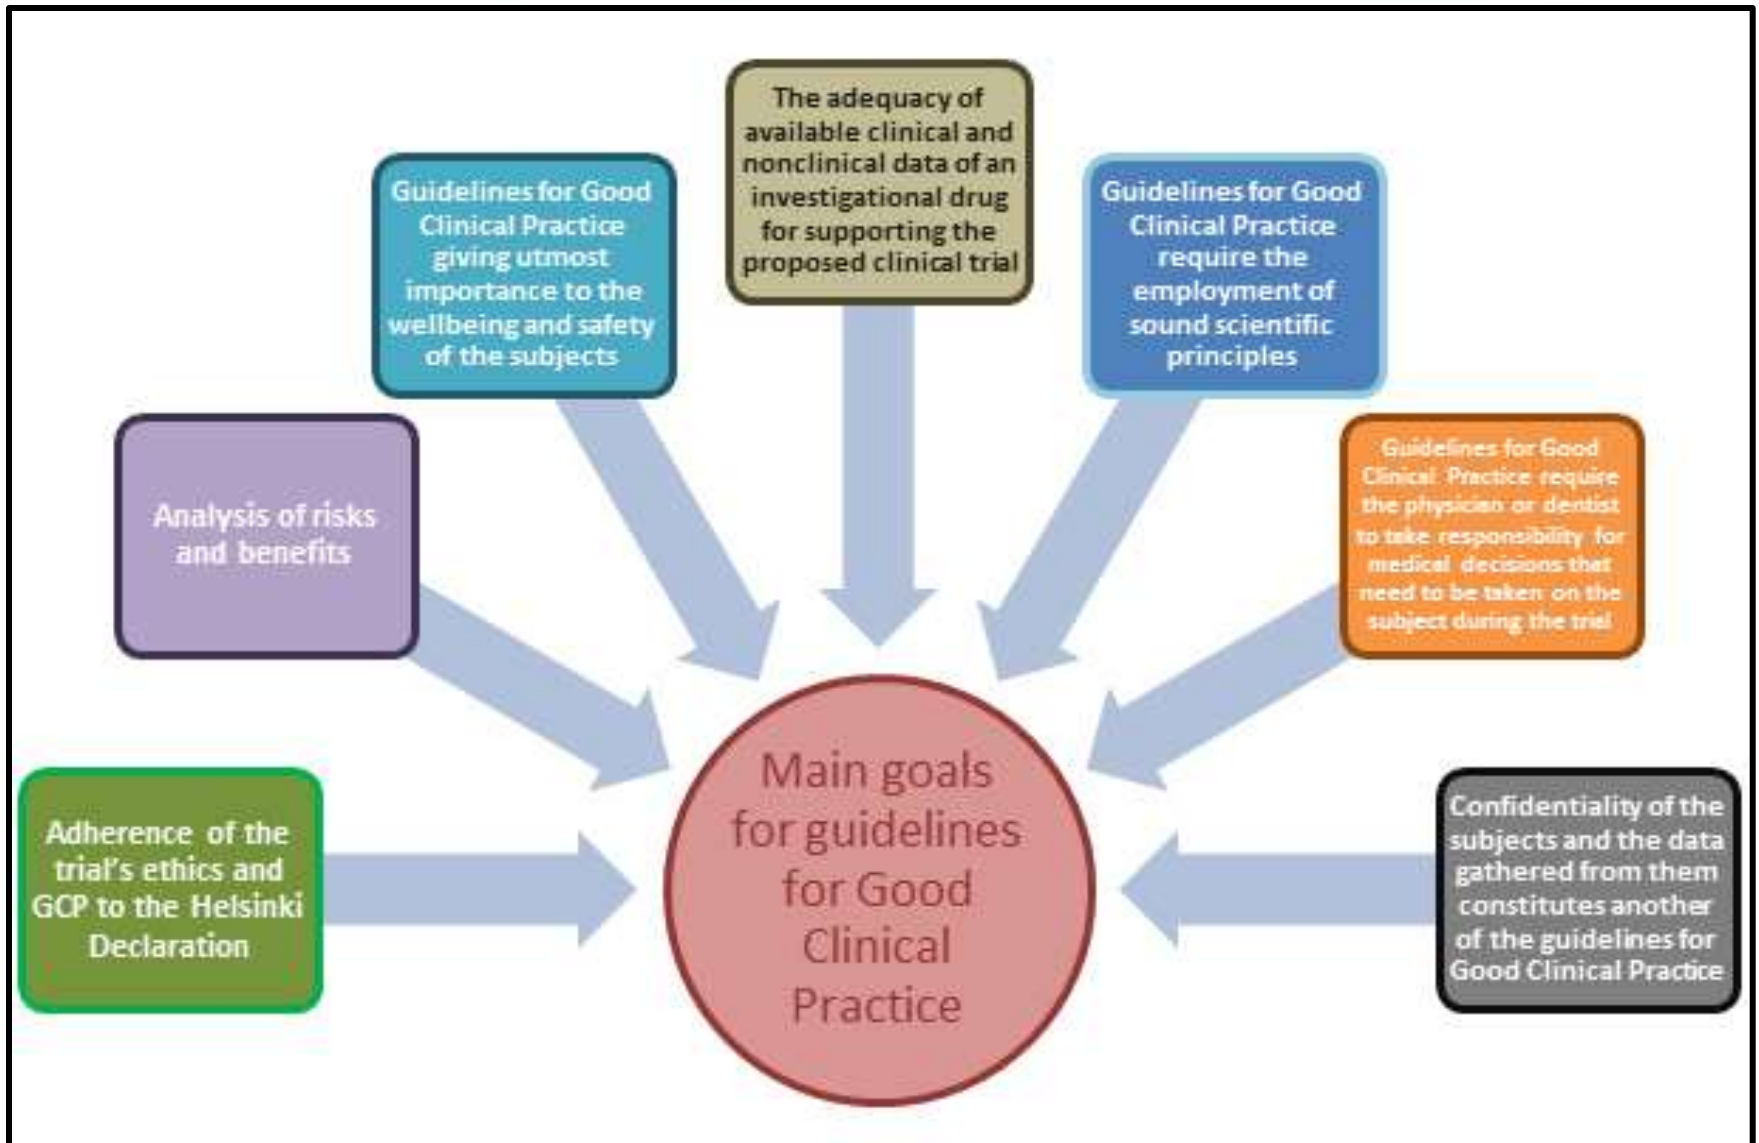 The adequacy of
available clinical and
nonclinical data of an
investigational drug
for supporting the
proposed clinical trial
Guidelines for Good
Clinical Practice
giving utmost
importance to the
wellbeing and safety
of the subjects
Guidelines for Good
Clinical Practice
require the
employment of
sound scientific
principles
Analysis of risks
and benefits
Guidelines for Good
Clinical Practice require
the physician or dentist
to take responsibility for
medical decisions that
need to be taken on the
subject during the trial
Adherence of the
trial's ethics and
GCP to the Helsinki
Declaration
Main goals
for guidelines
for Good
Clinical
Practice
Confidentiality of the
subjects and the data
gathered from them
constitutes another
of the guidelines for
Good Clinical Practice